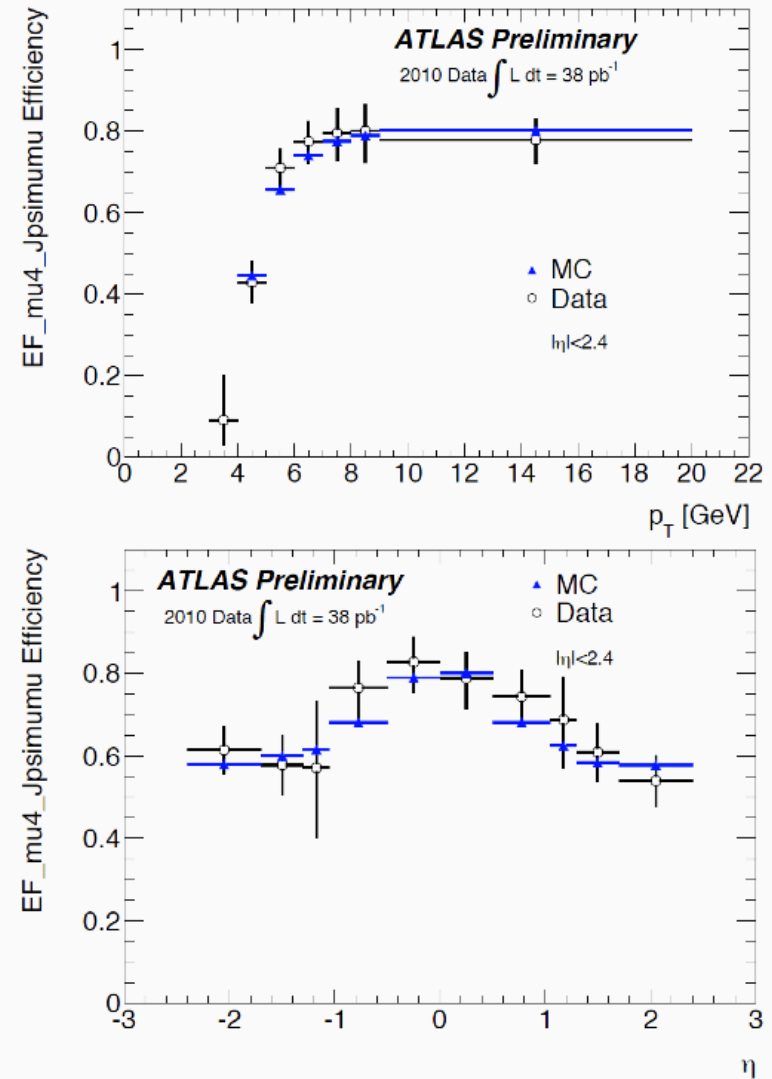 EF_mu4_Jpsimumu Efficiency
ATLAS Preliminary
2010 Data ∫ L dt = 38 pb⁻¹
MC
Data
|η|<2.4
1
0.8
0.6
0.4
0.2
0
0 2 4 6 8 10 12 14 16 18 20 22
p_T [GeV]
EF_mu4_Jpsimumu Efficiency
ATLAS Preliminary
2010 Data ∫ L dt = 38 pb⁻¹
MC
Data
|η|<2.4
1
0.8
0.6
0.4
0.2
0
-3 -2 -1 0 1 2 3
η